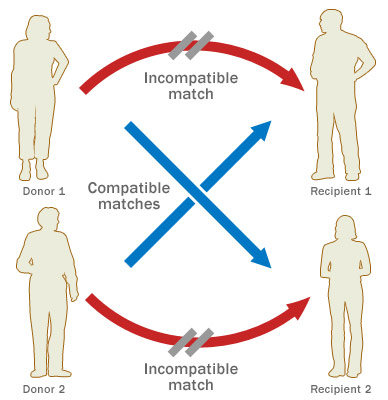 Incompatible
match
Donor 1
Compatible
matches
Recipient 1
Incompatible
match
Donor 2
Recipient 2